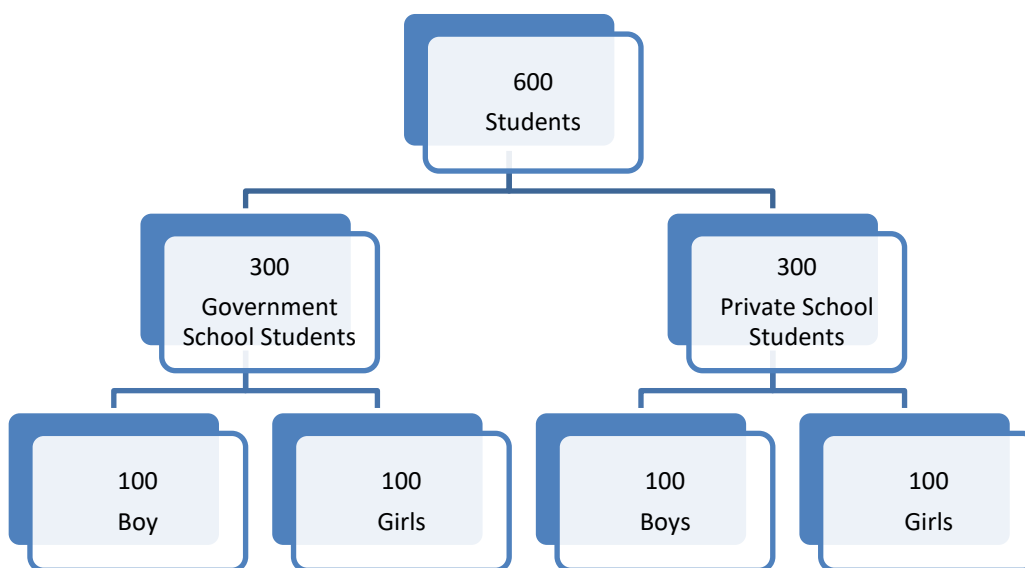 600
Students
300
Government
School Students
300
Private School
Students
100
Boy
100
Girls
100
Boys
100
Girls